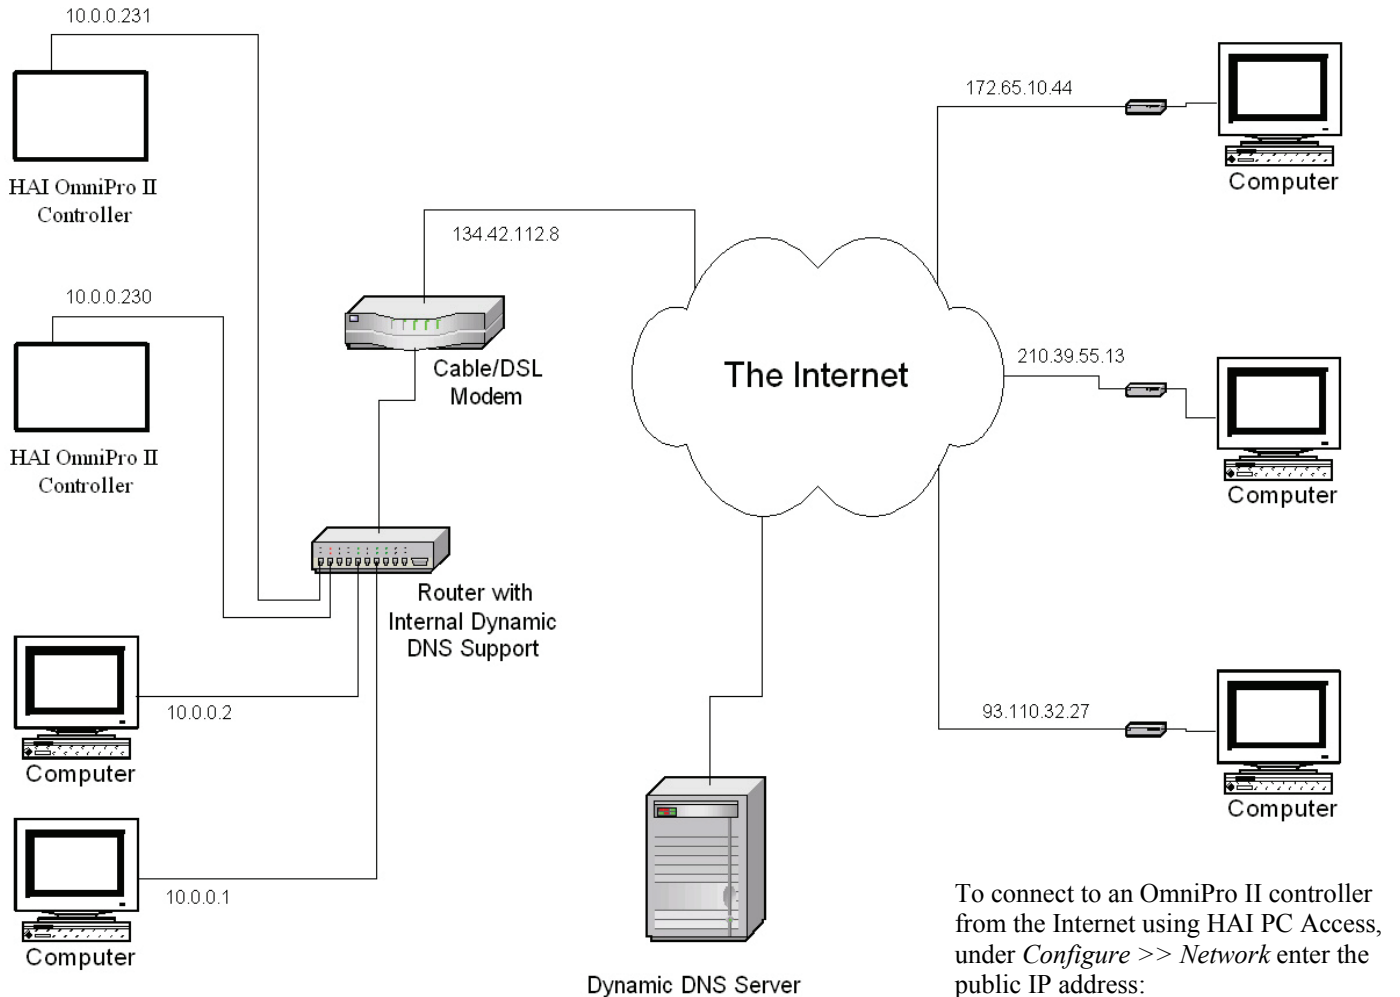 10.0.0.231
HAI OmniPro II
Controller
10.0.0.230
HAI OmniPro II
Controller
134.42.112.8
Cable/DSL
Modem
Router with
Internal Dynamic
DNS Support
10.0.0.2
Computer
10.0.0.1
Computer
The Internet
Dynamic DNS Server
172.65.10.44
Computer
210.39.55.13
Computer
93.110.32.27
Computer
To connect to an OmniPro II controller
from the Internet using HAI PC Access,
under Configure >> Network enter the
public IP address: